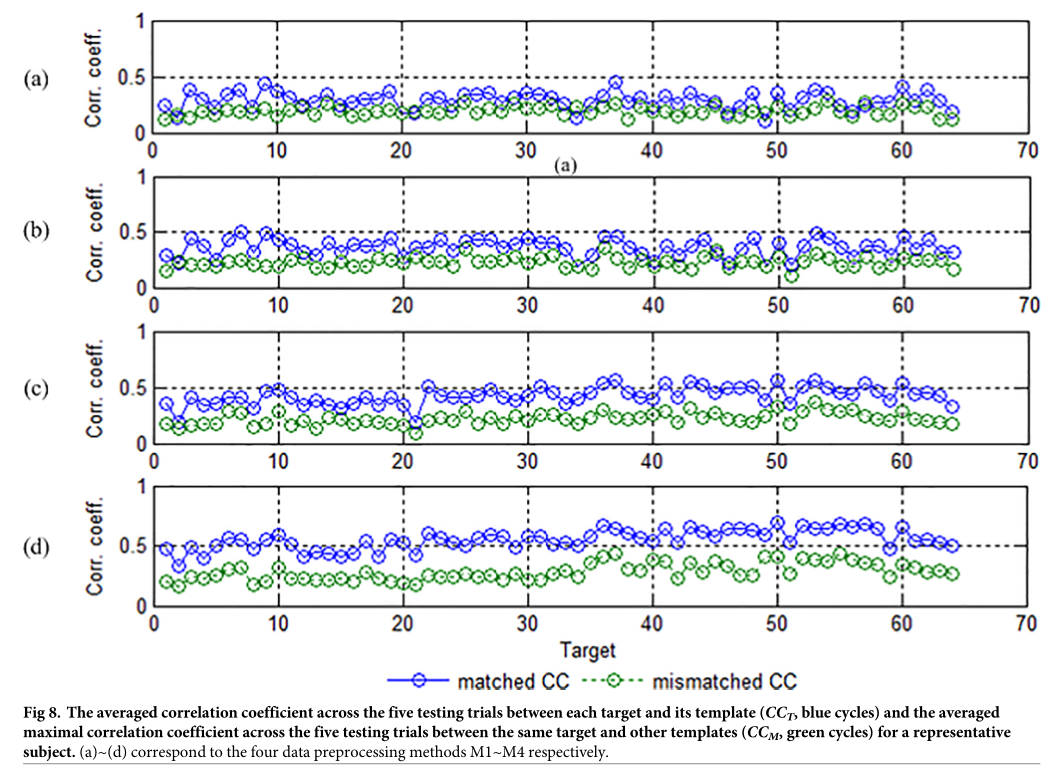 (a)
Corr. coeff.
1
0.5
0
0 10 20 30 40 50 60 70
(a)
(b)
Corr. coeff.
1
0.5
0
0 10 20 30 40 50 60 70
(c)
Corr. coeff.
1
0.5
0
0 10 20 30 40 50 60 70
(d)
Corr. coeff.
1
0.5
0
0 10 20 30 40 50 60 70
Target
matched CC mismatched CC
Fig 8. The averaged correlation coefficient across the five testing trials between each target and its template (CC_T, blue cycles) and the averaged
maximal correlation coefficient across the five testing trials between the same target and other templates (CC_M, green cycles) for a representative
subject. (a)~(d) correspond to the four data preprocessing methods M1~M4 respectively.